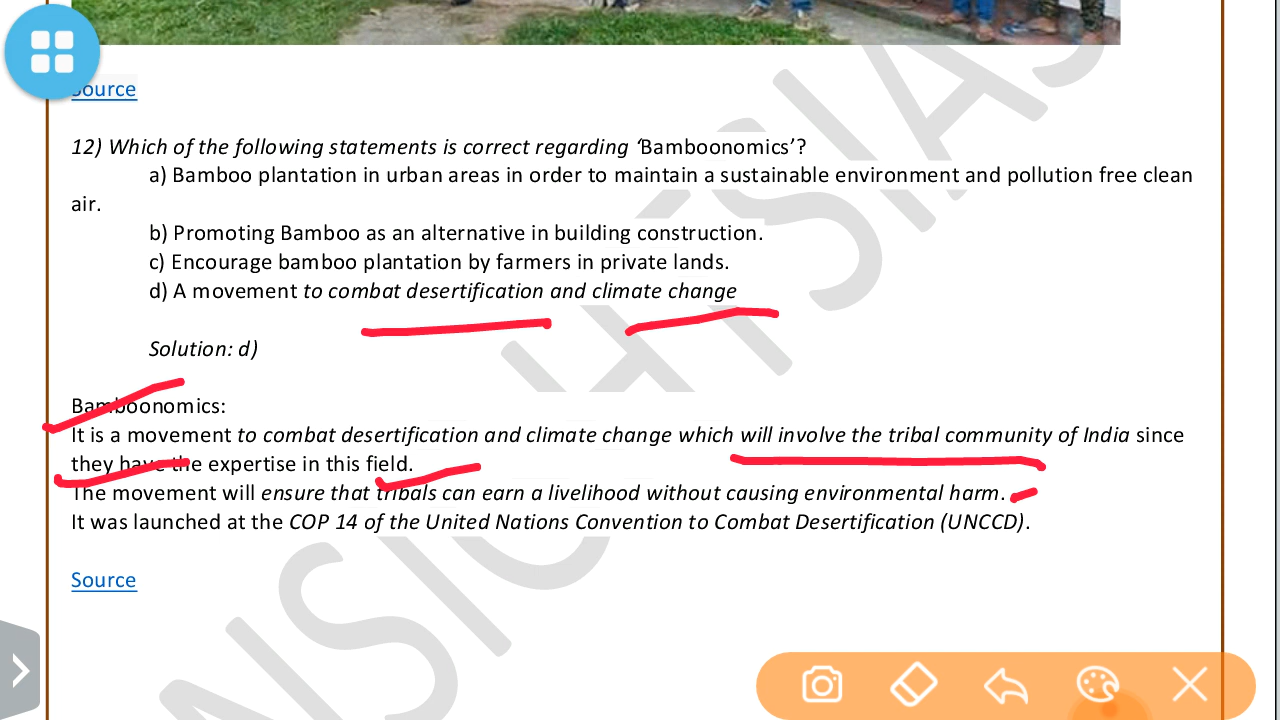 Source
12) Which of the following statements is correct regarding ‘Bamboonomics’?
a) Bamboo plantation in urban areas in order to maintain a sustainable environment and pollution free clean
air.
b) Promoting Bamboo as an alternative in building construction.
c) Encourage bamboo plantation by farmers in private lands.
d) A movement to combat desertification and climate change
Solution: d)
Bamboonomics:
It is a movement to combat desertification and climate change which will involve the tribal community of India since
they have the expertise in this field.
The movement will ensure that tribals can earn a livelihood without causing environmental harm.
It was launched at the COP 14 of the United Nations Convention to Combat Desertification (UNCCD).
Source
INSIGHTSIAS